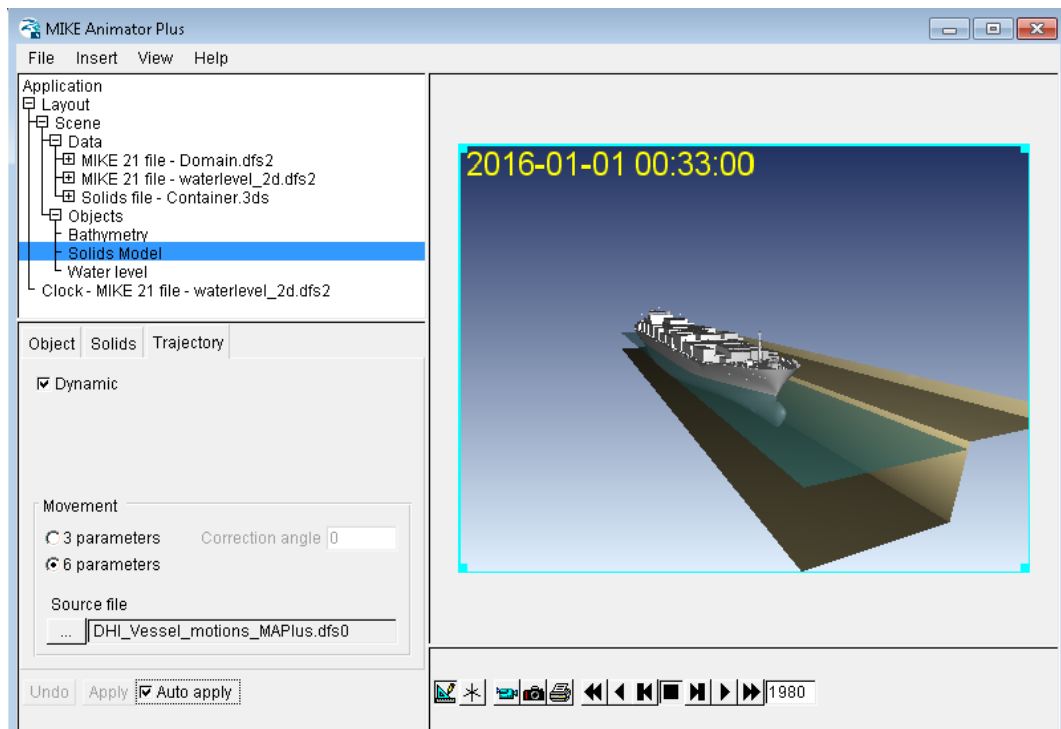 MIKE Animator Plus
File Insert View Help
Application
Layout
Scene
Data
MIKE 21 file - Domain.dfs2
MIKE 21 file - waterlevel_2d.dfs2
Solids file - Container.3ds
Objects
Bathymetry
Solids Model
Water level
Clock - MIKE 21 file - waterlevel_2d.dfs2
Object Solids Trajectory
Dynamic
Movement
3 parameters Correction angle 0
6 parameters
Source file
... DHI_Vessel_motions_MAPlus.dfs0
Undo Apply Auto apply
2016-01-01 00:33:00
1980